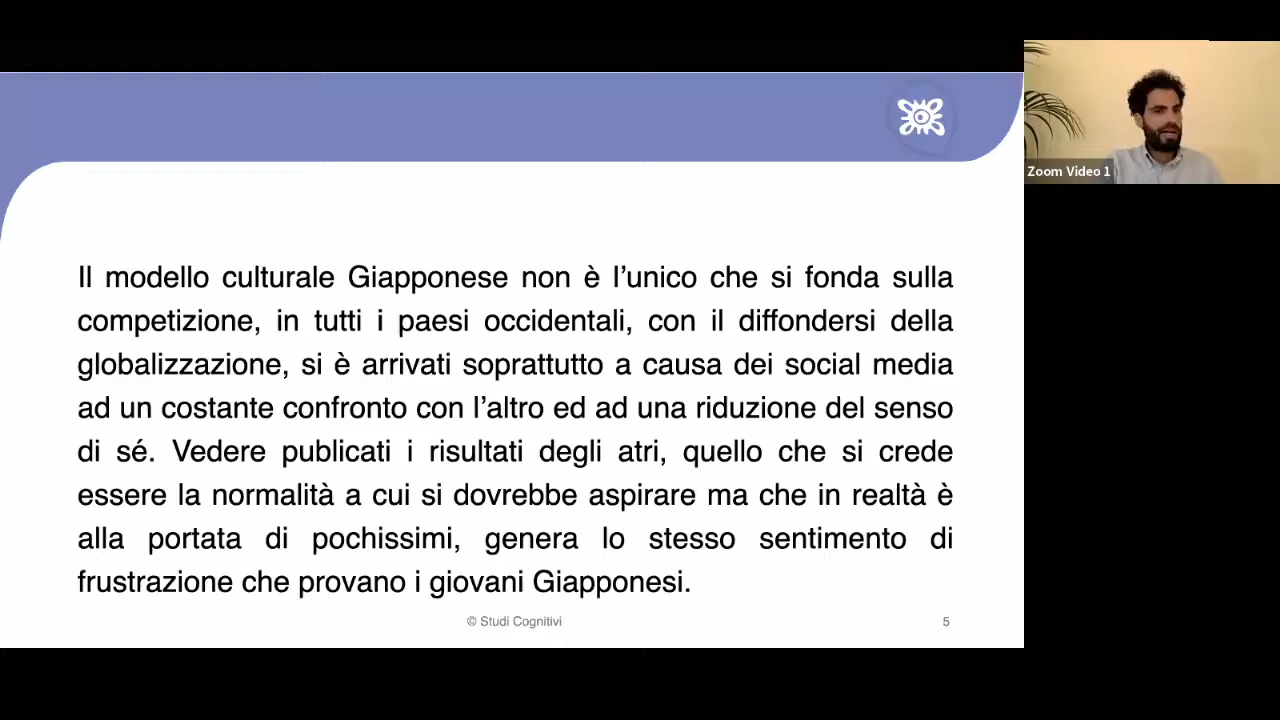 Il modello culturale Giapponese non è l'unico che si fonda sulla
competizione, in tutti i paesi occidentali, con il diffondersi della
globalizzazione, si è arrivati soprattutto a causa dei social media
ad un costante confronto con l'altro ed ad una riduzione del senso
di sé. Vedere publicati i risultati degli atri, quello che si crede
essere la normalità a cui si dovrebbe aspirare ma che in realtà è
alla portata di pochissimi, genera lo stesso sentimento di
frustrazione che provano i giovani Giapponesi.
© Studi Cognitivi
5
Zoom Video 1